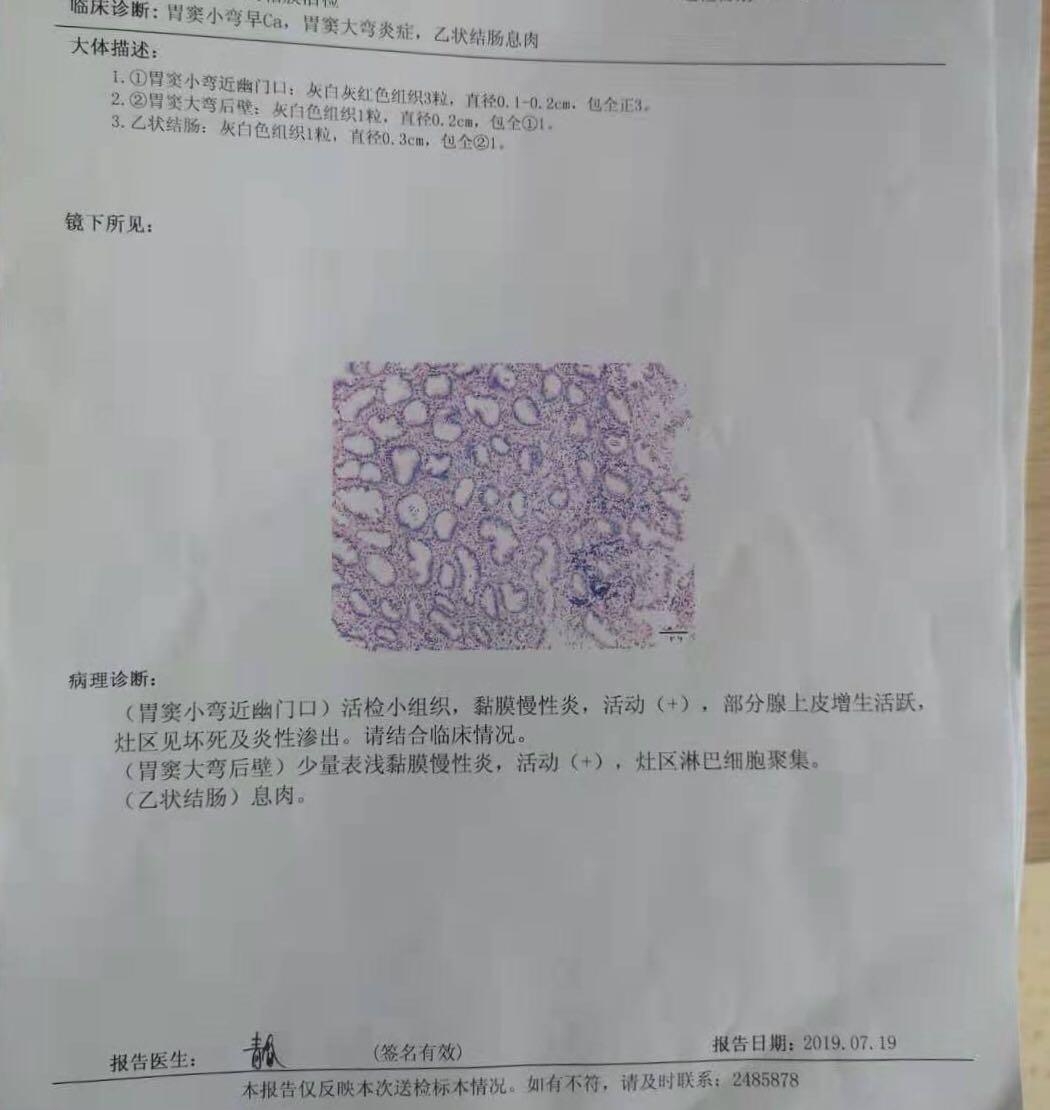 临床诊断: 胃窦小弯早Ca, 胃窦大弯炎症, 乙状结肠息肉
大体描述:
1. ①胃窦小弯近幽门口: 灰白灰红色组织3粒, 直径0.1-0.2cm, 包全正3。
2. ②胃窦大弯后壁: 灰白色组织1粒, 直径0.2cm, 包全①1。
3. 乙状结肠: 灰白色组织1粒, 直径0.3cm, 包全②1。
镜下所见:
病理诊断:
(胃窦小弯近幽门口) 活检小组织, 黏膜慢性炎, 活动 (+) , 部分腺上皮增生活跃,
灶区见坏死及炎性渗出。请结合临床情况。
(胃窦大弯后壁) 少量表浅黏膜慢性炎, 活动 (+) , 灶区淋巴细胞聚集。
(乙状结肠) 息肉。
报告医生: (签名有效) 报告日期: 2019.07.19
本报告仅反映本次送检标本情况。如有不符, 请及时联系: 2485878